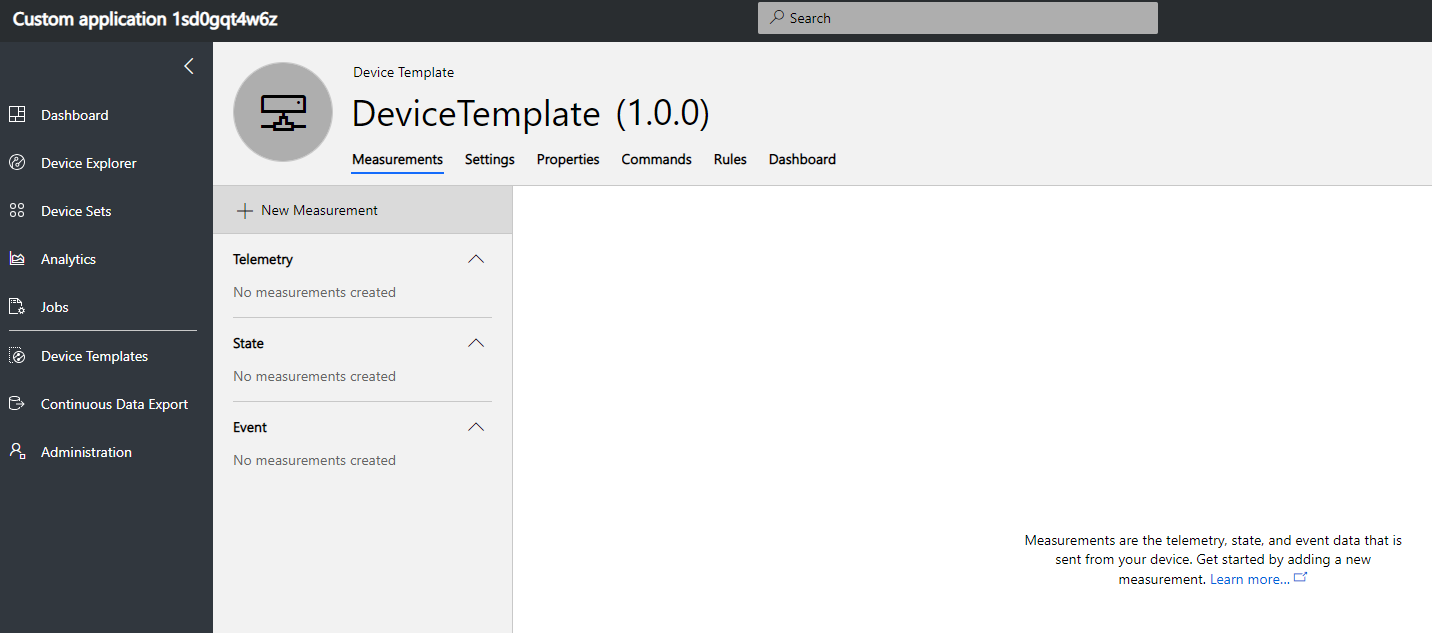 Custom application 1sd0gqt4w6z
Search
Dashboard
Device Explorer
Device Sets
Analytics
Jobs
Device Templates
Continuous Data Export
Administration
Device Template
DeviceTemplate (1.0.0)
Measurements Settings Properties Commands Rules Dashboard
New Measurement
Telemetry
No measurements created
State
No measurements created
Event
No measurements created
Measurements are the telemetry, state, and event data that is
sent from your device. Get started by adding a new
measurement. Learn more...